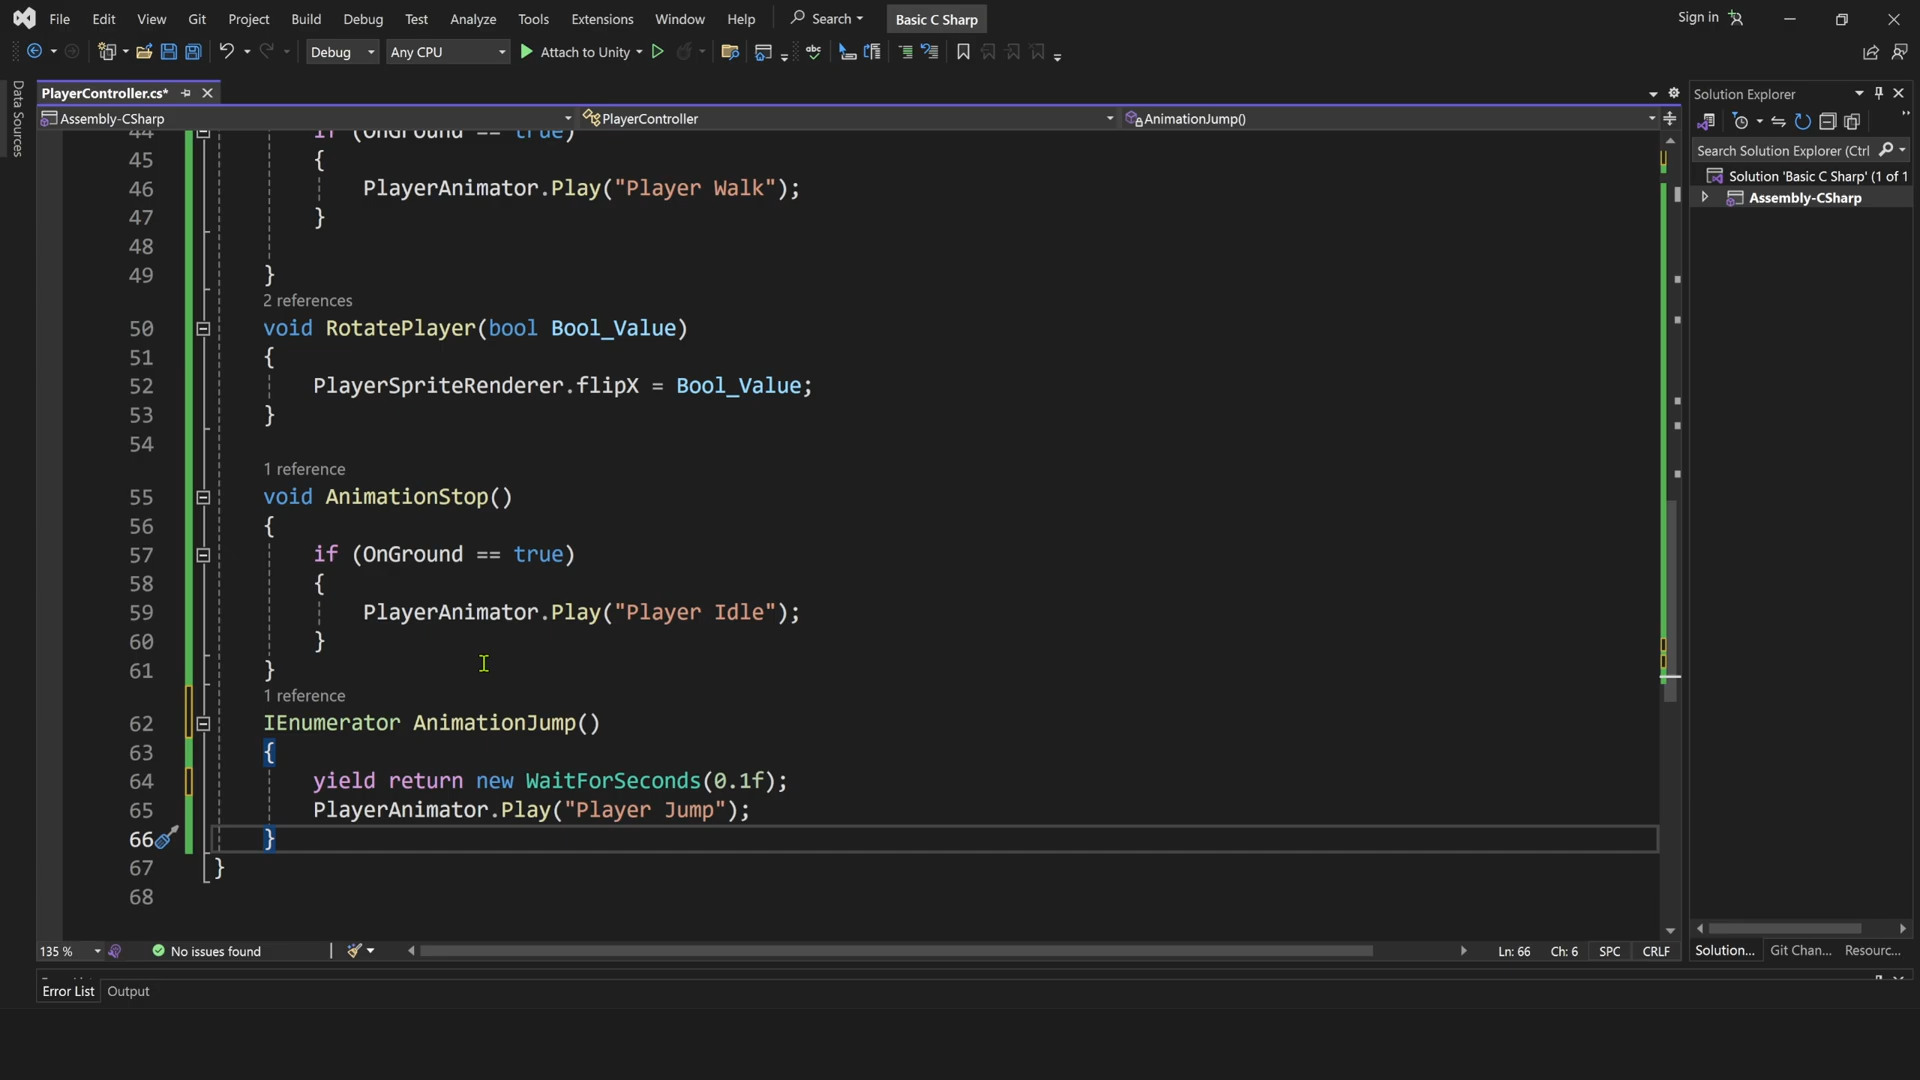 File Edit View Git Project Build Debug Test Analyze Tools Extensions Window Help Search Basic C Sharp Sign in
Debug Any CPU Attach to Unity
Data Sources
PlayerController.cs*
Assembly-CSharp PlayerController AnimationJump()
44 if (OnGround == true)
45 {
46 PlayerAnimator.Play("Player Walk");
47 }
48
49 }
2 references
50 void RotatePlayer(bool Bool_Value)
51 {
52 PlayerSpriteRenderer.flipX = Bool_Value;
53 }
54
1 reference
55 void AnimationStop()
56 {
57 if (OnGround == true)
58 {
59 PlayerAnimator.Play("Player Idle");
60 }
61 }
1 reference
62 IEnumerator AnimationJump()
63 {
64 yield return new WaitForSeconds(0.1f);
65 PlayerAnimator.Play("Player Jump");
66 }
67 }
68
135 % No issues found Ln: 66 Ch: 6 SPC CRLF
Error List Output
Solution Explorer
Search Solution Explorer (Ctrl
Solution 'Basic C Sharp' (1 of 1
Assembly-CSharp
Solution... Git Chan... Resourc...